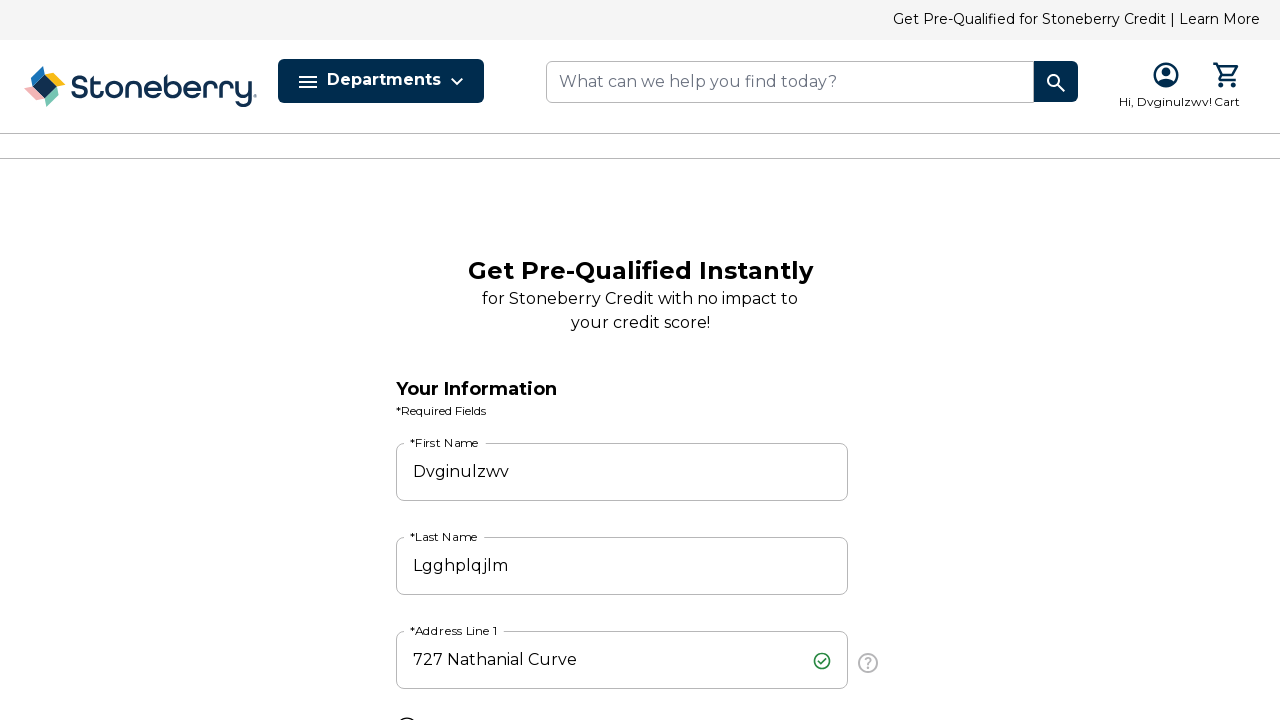 Get Pre-Qualified for Stoneberry Credit | Learn More
Stoneberry®
Departments
What can we help you find today?
Hi, Dvginulzwv!
Cart
Get Pre-Qualified Instantly
for Stoneberry Credit with no impact to
your credit score!
Your Information
*Required Fields
*First Name
Dvginulzwv
*Last Name
Lgghplqjlm
*Address Line 1
727 Nathanial Curve